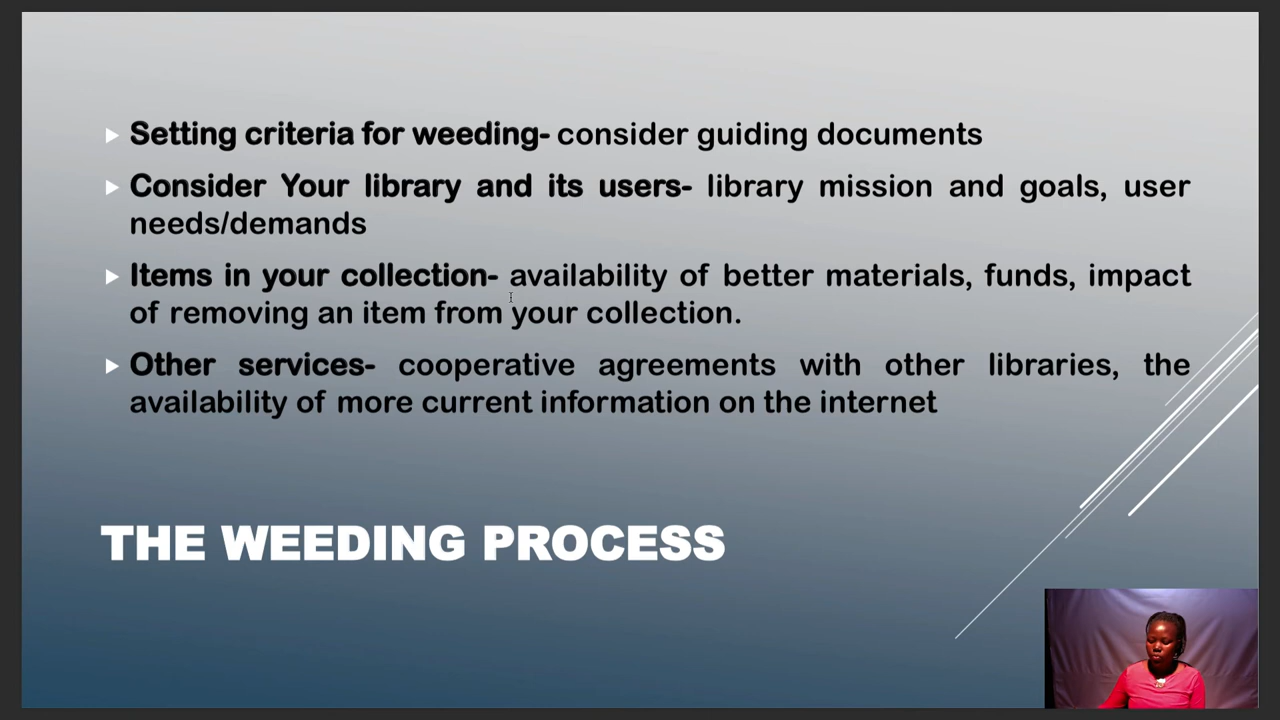 Setting criteria for weeding- consider guiding documents
Consider Your library and its users- library mission and goals, user
needs/demands
Items in your collection- availability of better materials, funds, impact
of removing an item from your collection.
Other services- cooperative agreements with other libraries, the
availability of more current information on the internet
THE WEEDING PROCESS